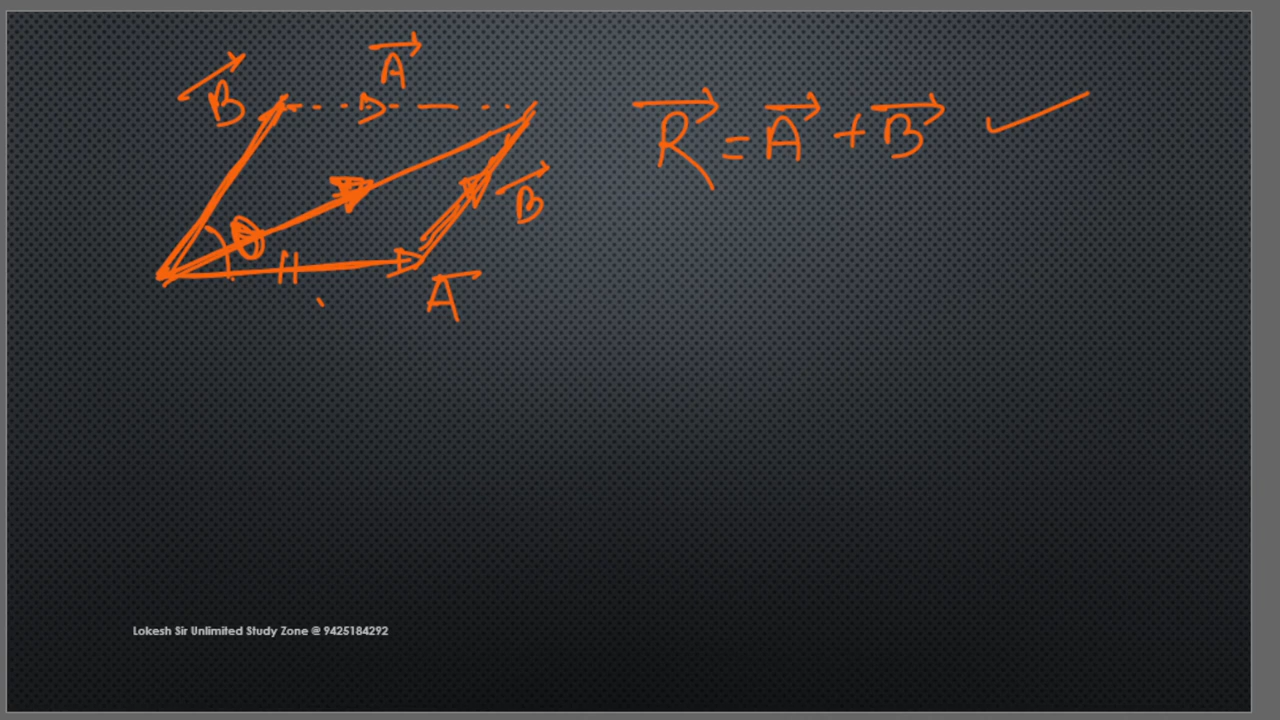 A⃗
B⃗
R⃗ = A⃗ + B⃗ ✓
B⃗
θ
A⃗
Lokesh Sir Unlimited Study Zone @ 9425184292